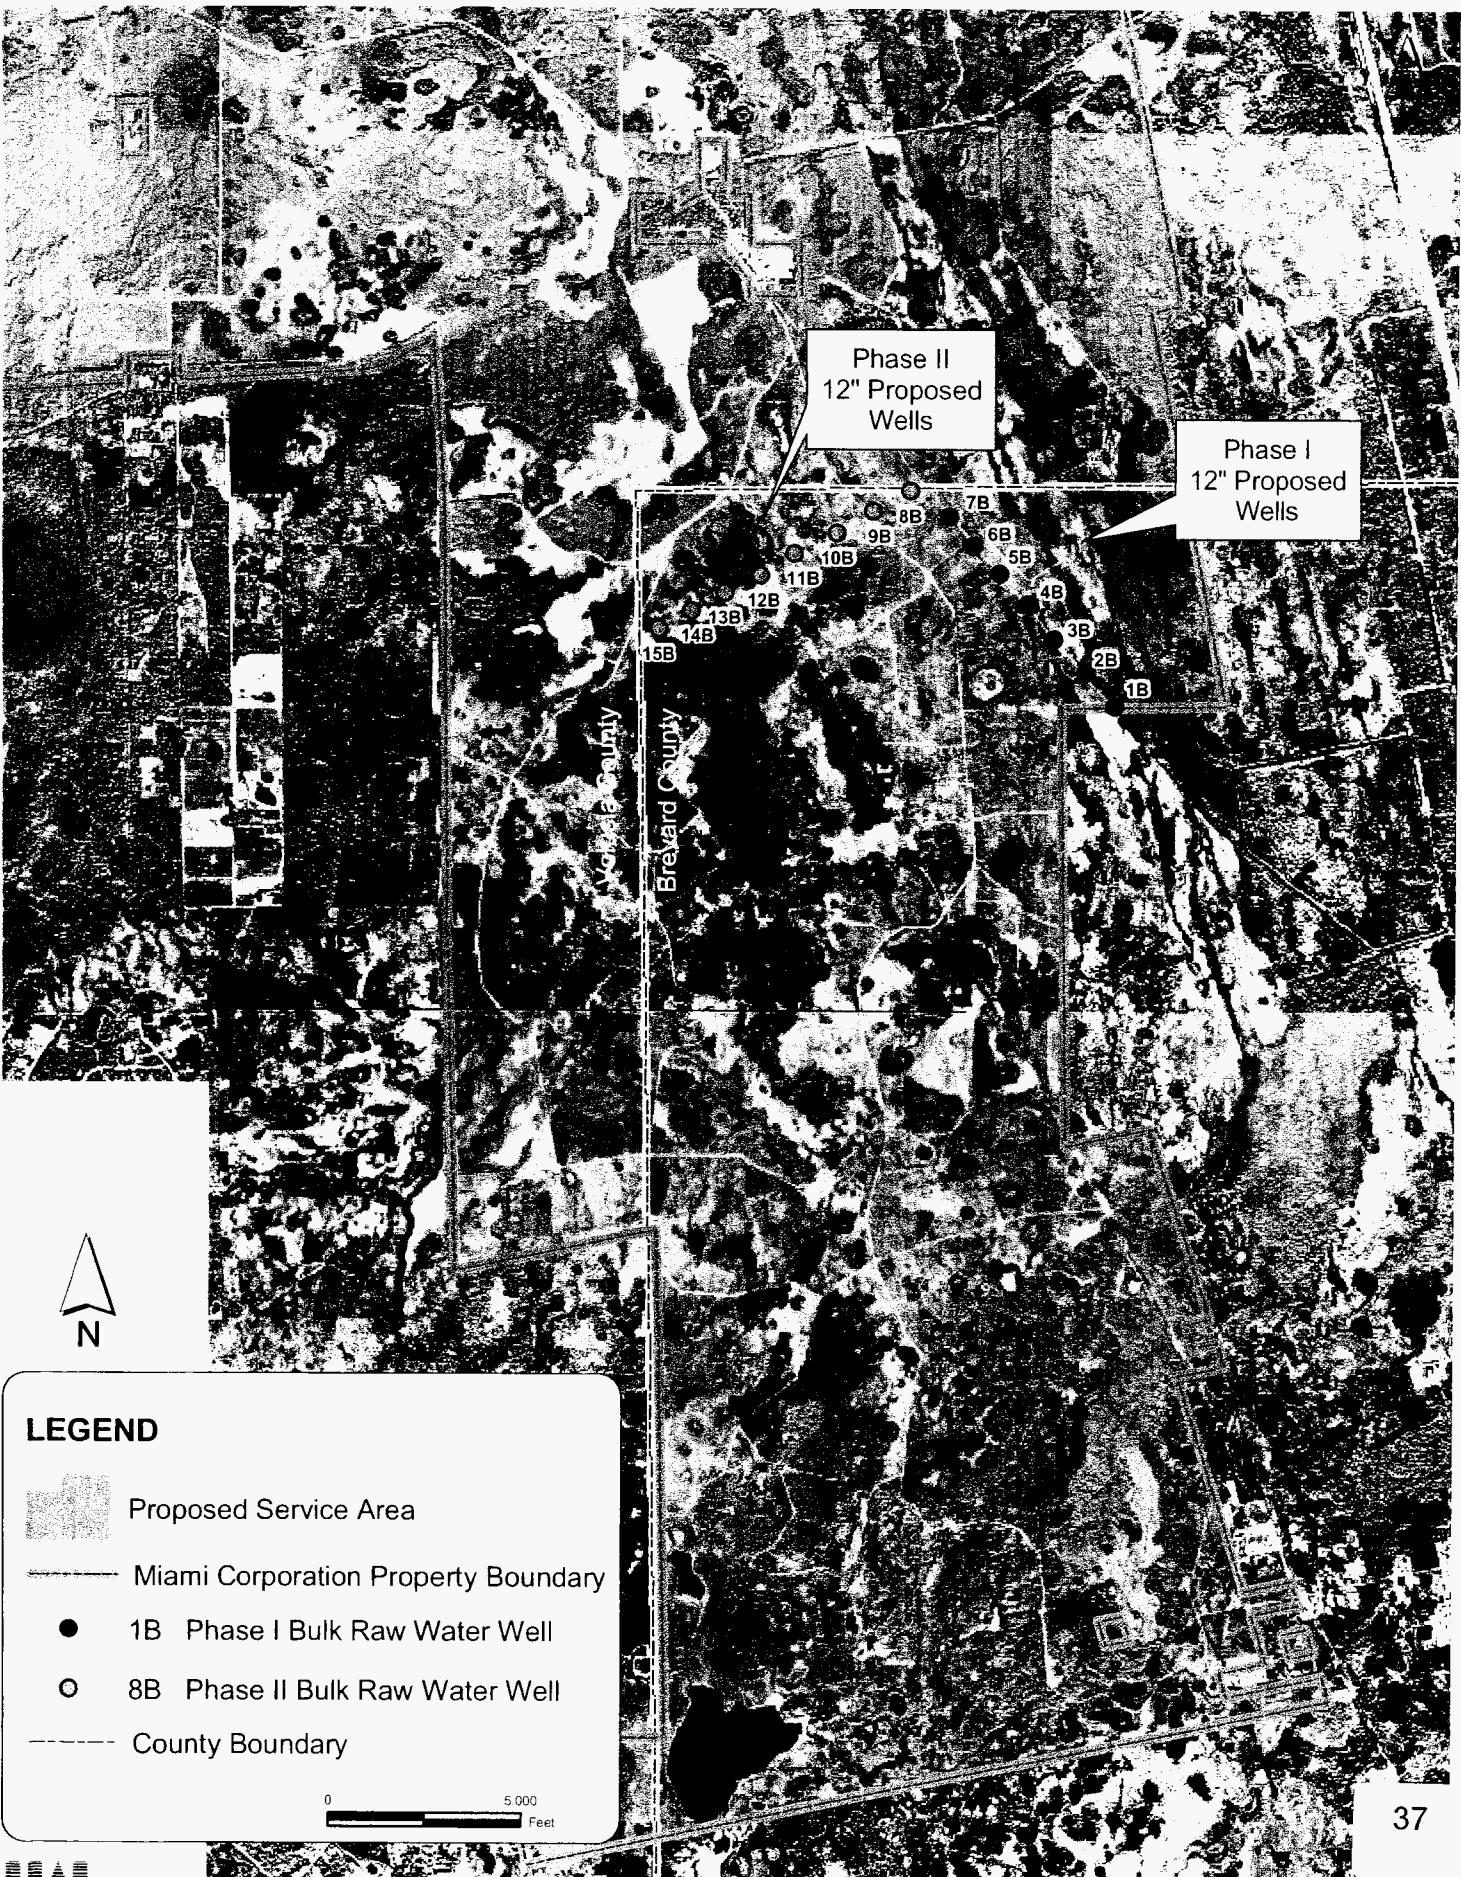 Phase II
12" Proposed
Wells
Phase I
12" Proposed
Wells
7B
8B
6B
9B
5B
10B
11B
4B
12B
13B
3B
14B
15B
2B
1B
Volusia County
Brevard County
N
LEGEND
Proposed Service Area
Miami Corporation Property Boundary
1B Phase I Bulk Raw Water Well
8B Phase II Bulk Raw Water Well
County Boundary
0 5,000
Feet
37